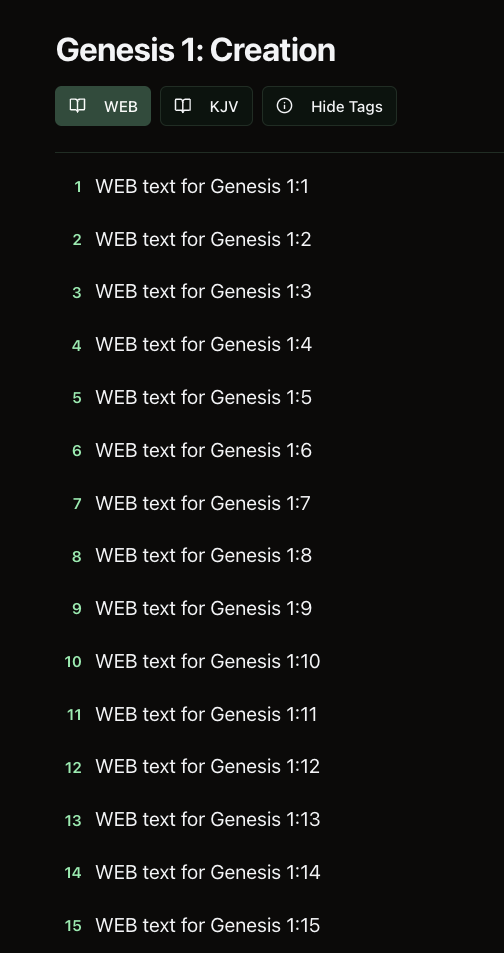 Genesis 1: Creation
WEB KJV Hide Tags
1 WEB text for Genesis 1:1
2 WEB text for Genesis 1:2
3 WEB text for Genesis 1:3
4 WEB text for Genesis 1:4
5 WEB text for Genesis 1:5
6 WEB text for Genesis 1:6
7 WEB text for Genesis 1:7
8 WEB text for Genesis 1:8
9 WEB text for Genesis 1:9
10 WEB text for Genesis 1:10
11 WEB text for Genesis 1:11
12 WEB text for Genesis 1:12
13 WEB text for Genesis 1:13
14 WEB text for Genesis 1:14
15 WEB text for Genesis 1:15